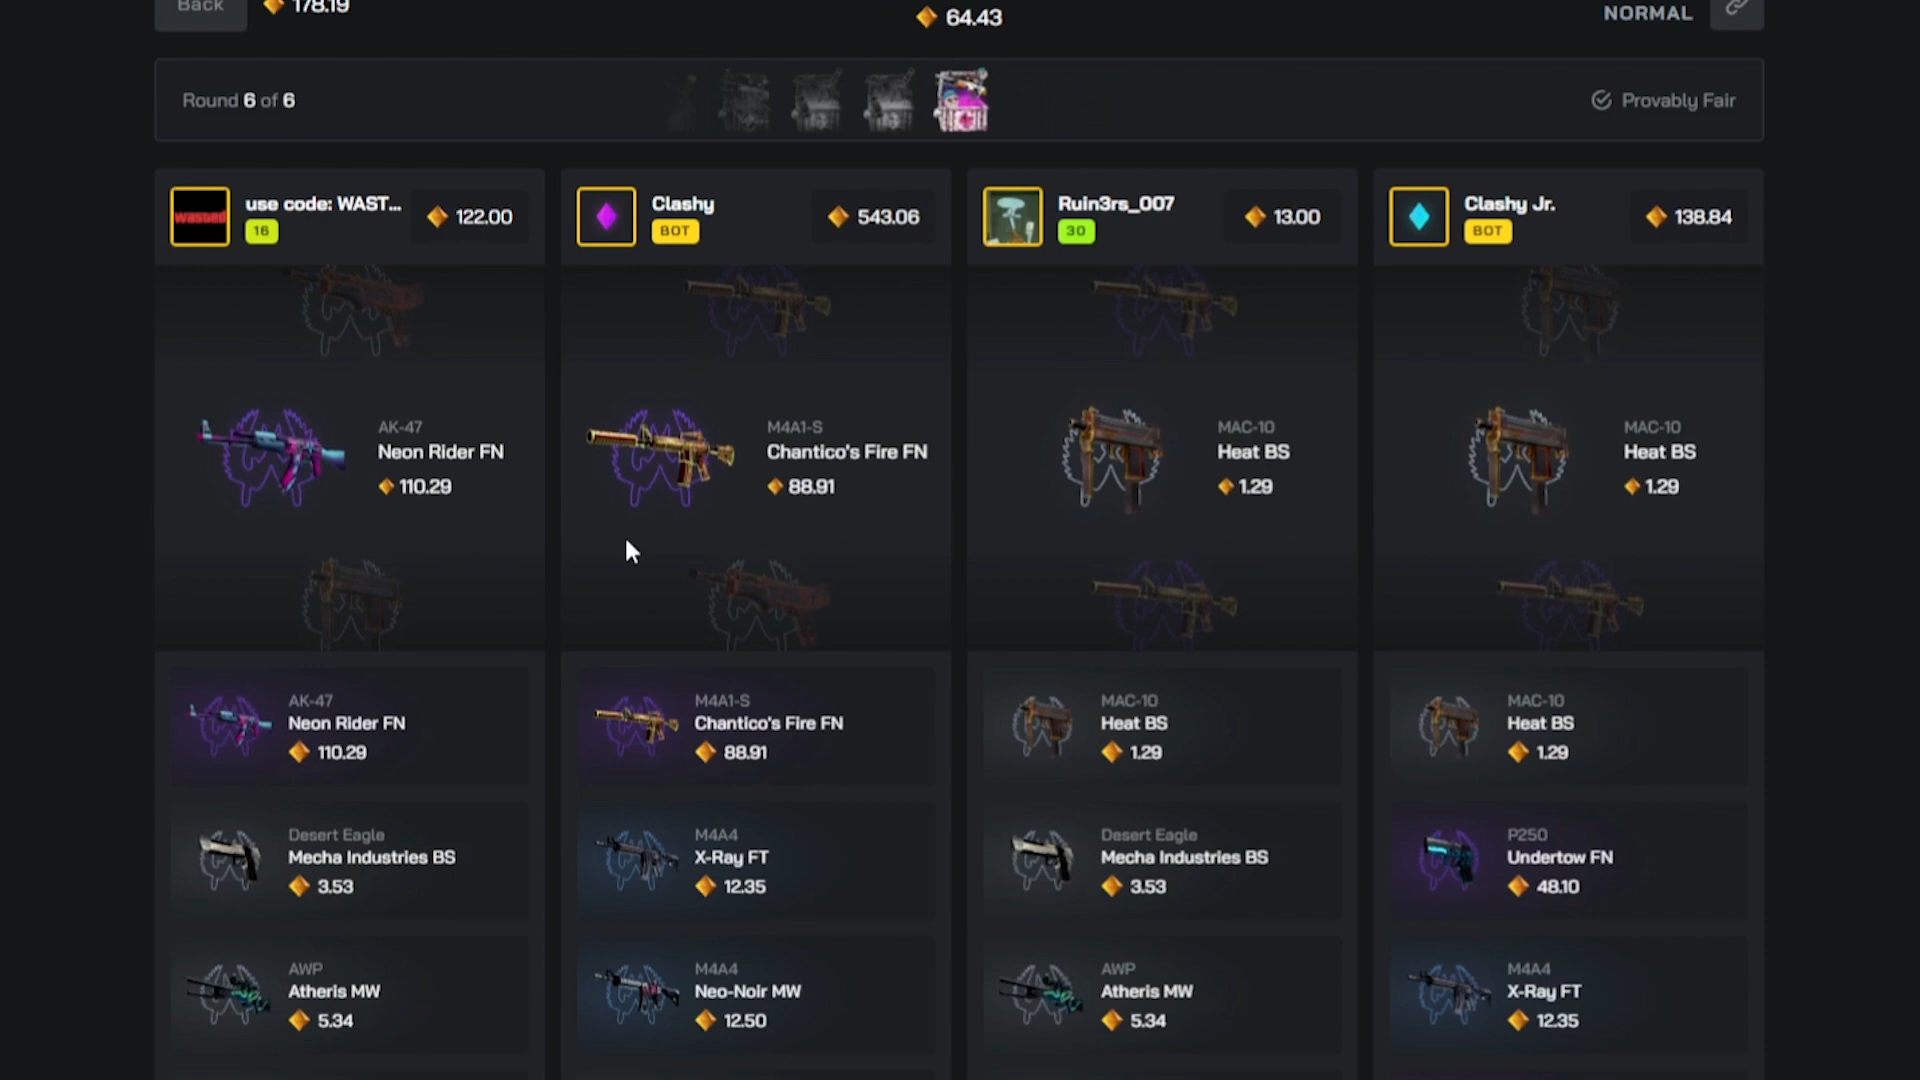 Back
178.19
64.43
NORMAL
Round 6 of 6
Provably Fair
wasted
use code: WAST...
16
122.00
Clashy
BOT
543.06
Ruin3rs_007
30
13.00
Clashy Jr.
BOT
138.84
AK-47
Neon Rider FN
110.29
M4A1-S
Chantico's Fire FN
88.91
MAC-10
Heat BS
1.29
MAC-10
Heat BS
1.29
AK-47
Neon Rider FN
110.29
M4A1-S
Chantico's Fire FN
88.91
MAC-10
Heat BS
1.29
MAC-10
Heat BS
1.29
Desert Eagle
Mecha Industries BS
3.53
M4A4
X-Ray FT
12.35
Desert Eagle
Mecha Industries BS
3.53
P250
Undertow FN
48.10
AWP
Atheris MW
5.34
M4A4
Neo-Noir MW
12.50
AWP
Atheris MW
5.34
M4A4
X-Ray FT
12.35